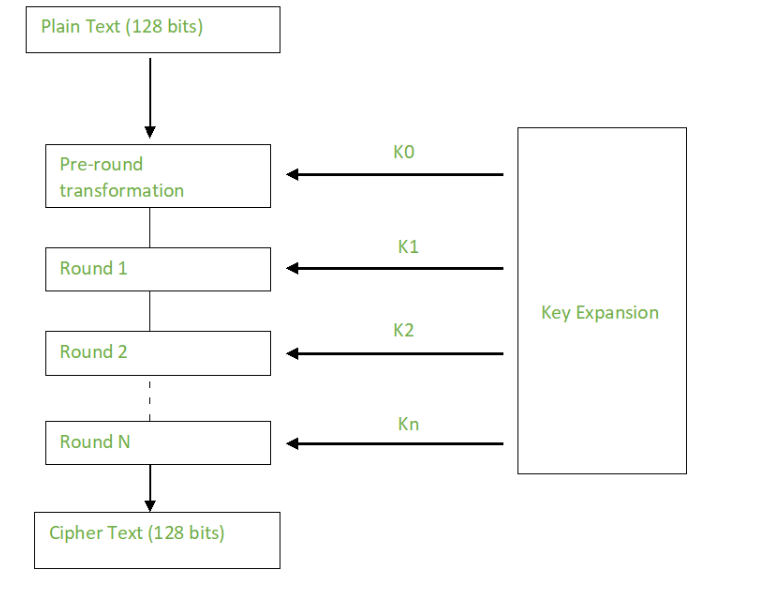 Plain Text (128 bits)
K0
Pre-round
transformation
K1
Round 1
Key Expansion
K2
Round 2
Kn
Round N
Cipher Text (128 bits)